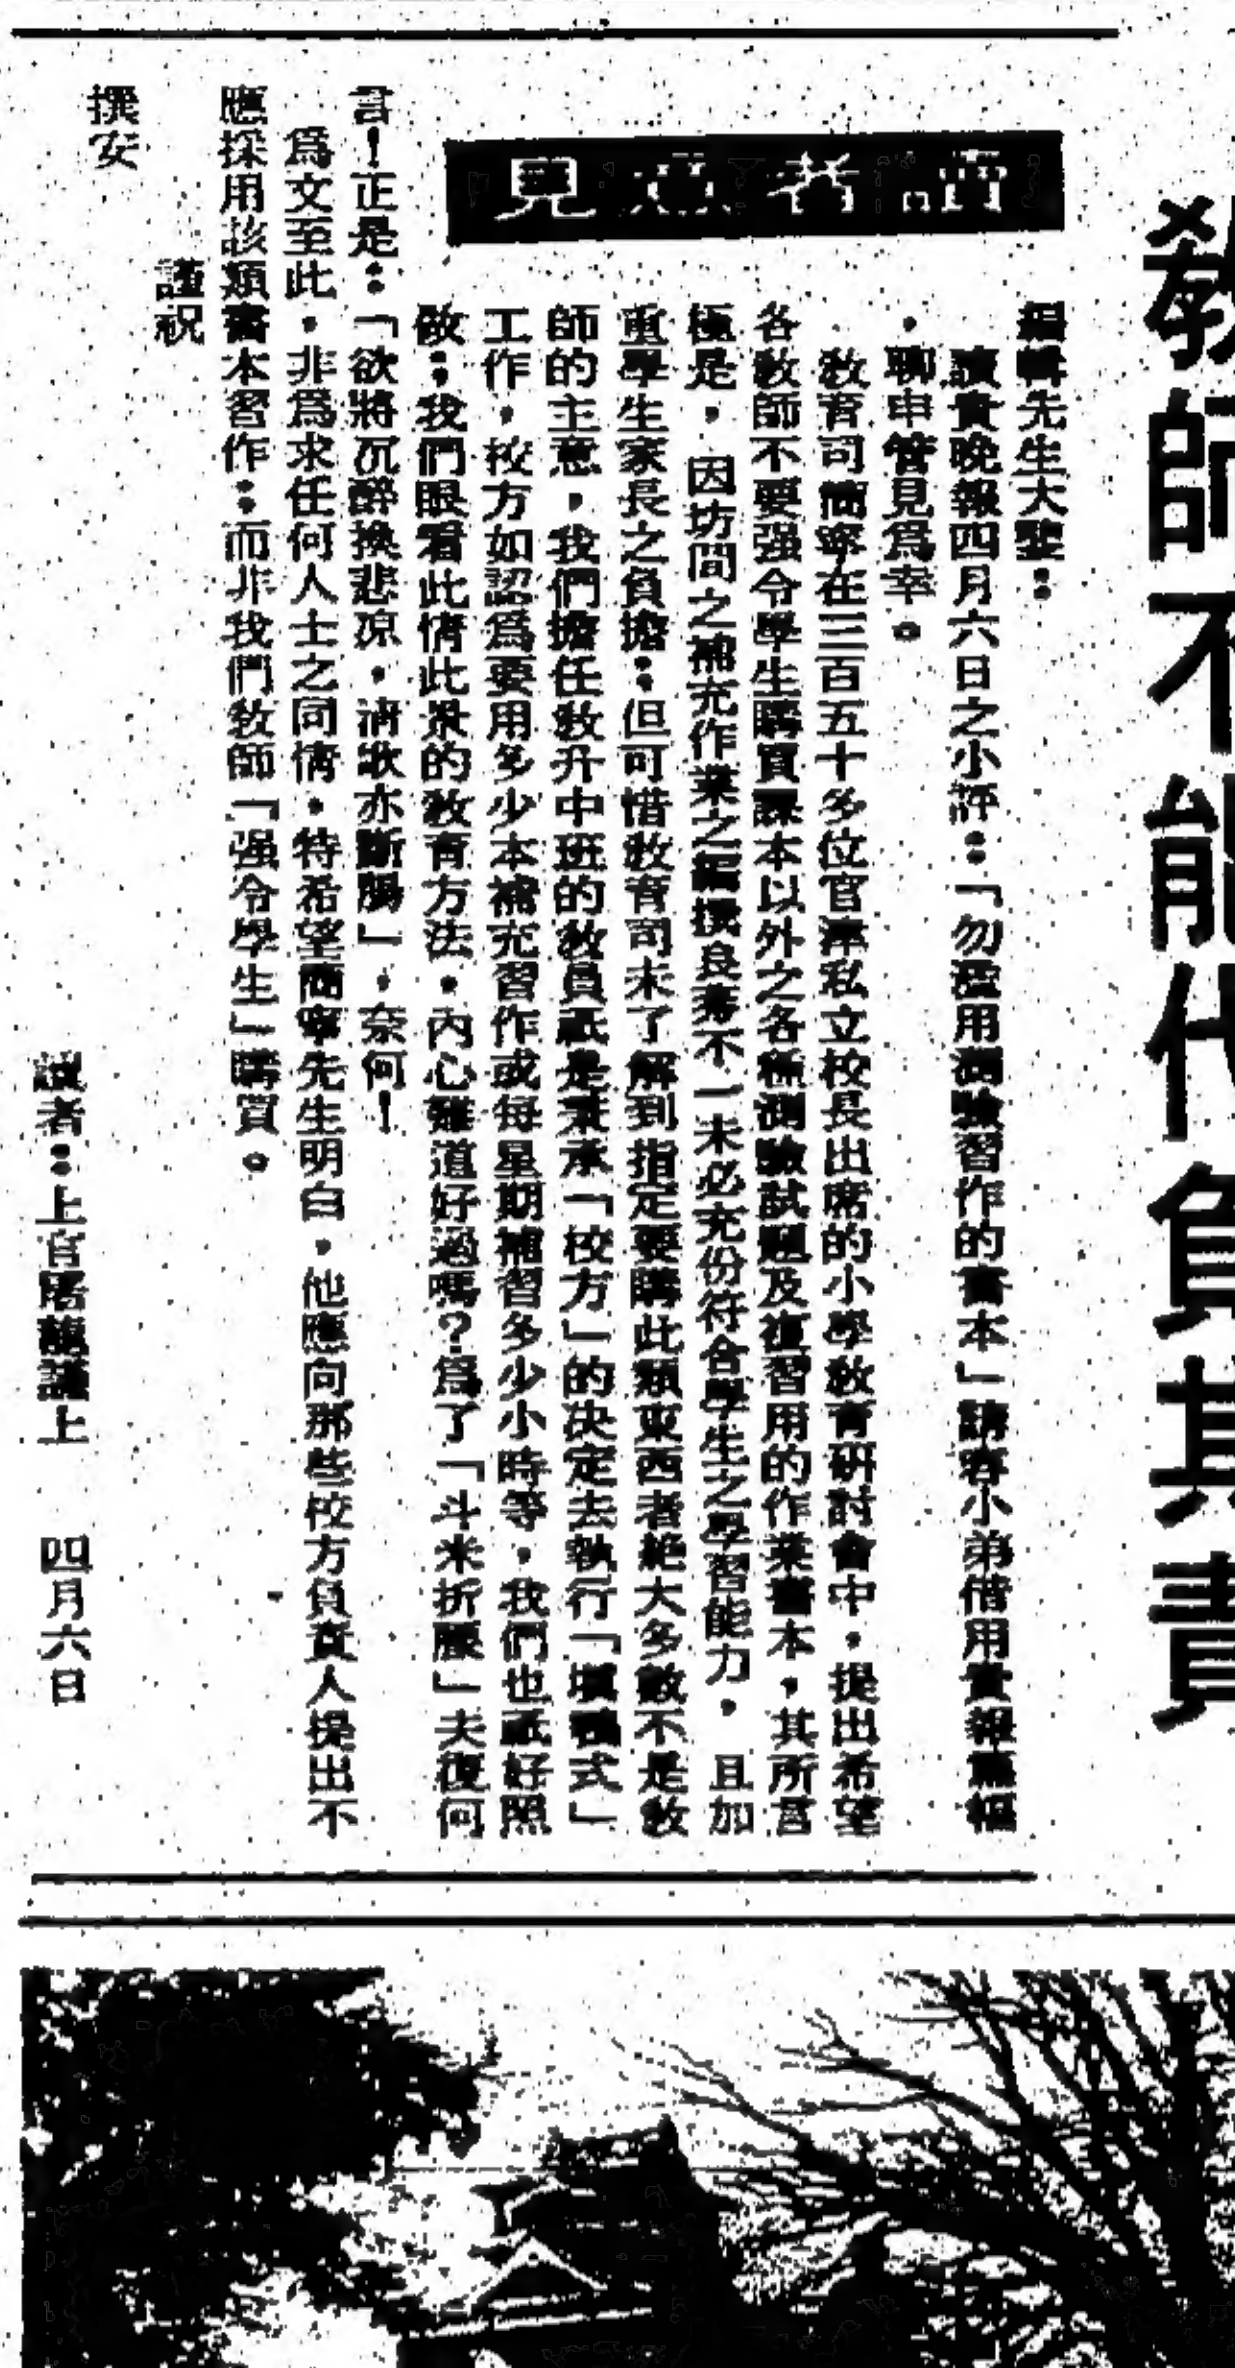 教師不能代負其責
讀者意見
編輯先生大鑒：
讀貴晚報四月六日之小評：「勿濫用測驗習作的書本」請容小弟借用貴報篇幅
，聊申管見爲幸。
教育司簡寧在三百五十多位官津私立校長出席的小學教育研討會中，提出希望
各教師不要强令學生購買課本以外之各種測驗試題及復習用的作業書本，其所言
極是，因坊間之補充作業之編撰良莠不一未必充份符合學生之學習能力，且加
重學生家長之負擔；但可惜教育司未了解到指定要購此類東西者絕大多數不是教
師的主意，我們擔任教升中班的教員祇是秉承「校方」的決定去執行「塡鴨式」
工作，校方如認爲要用多少本補充習作或每星期補習多少小時等，我們也祇好照
做；我們眼看此情此景的教育方法，內心難道好過嗎？爲了「斗米折腰」夫復何
言！正是：「欲將沉醉換悲凉，淸歌亦斷腸」，奈何！
爲文至此，非爲求任何人士之同情，特希望簡寧先生明白，他應向那些校方負責人提出不
應採用該類書本習作；而非我們教師「强令學生」購買。
謹祝
撰安
讀者：上官 謹上 四月六日